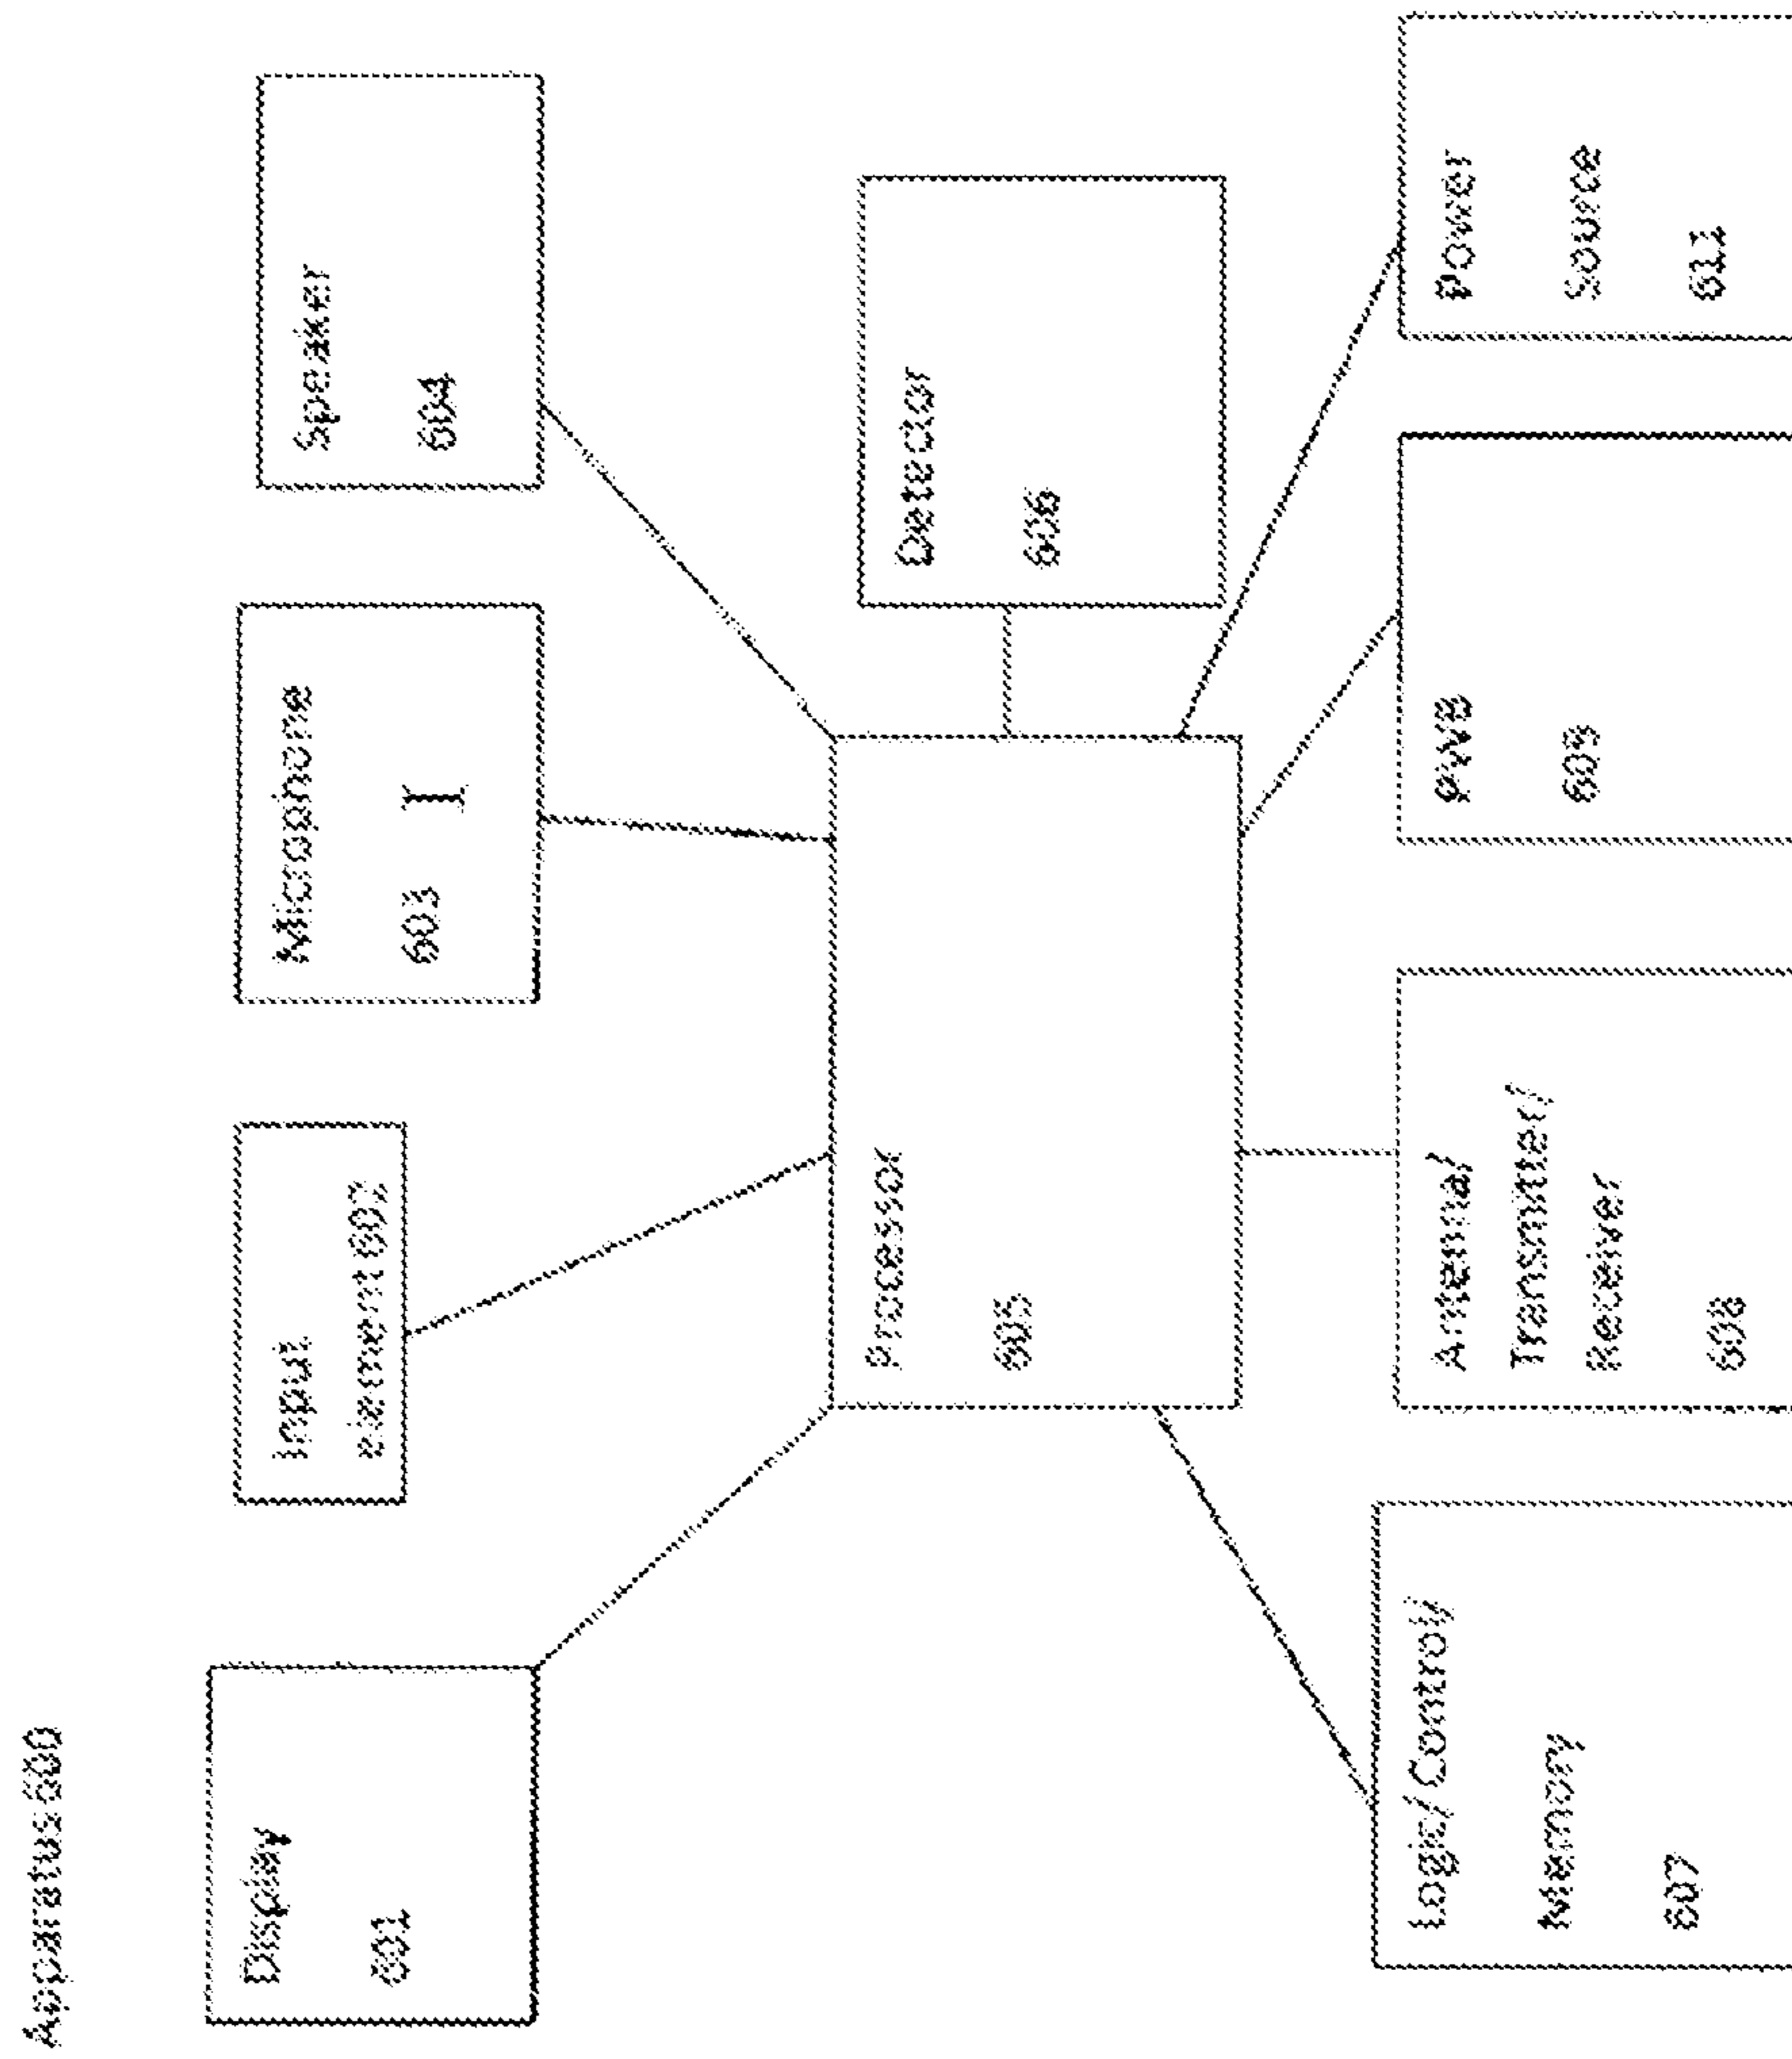 Apparatus 600
Display
601
Input
element 602
Microphone
603
Speaker
604
Processor
605
Detector
606
Logic/ Control/
Memory
607
Antenna/
Transmitter/
Receiver
608
PWB
609
Power
Source
611